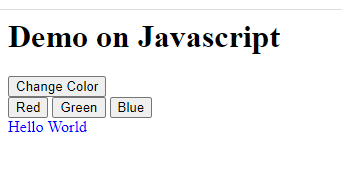 Demo on Javascript
Change Color
Red Green Blue
Hello World